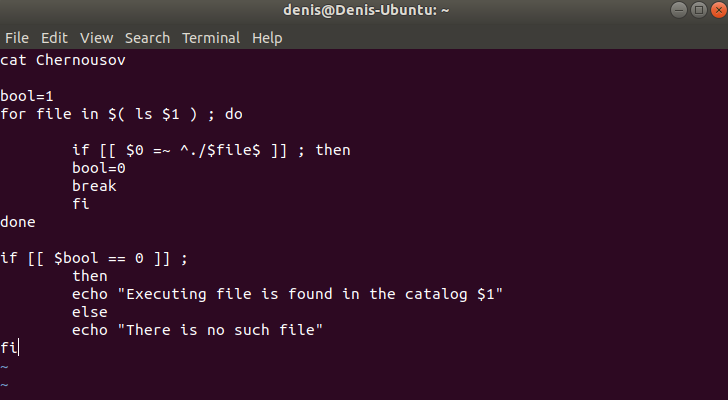 denis@Denis-Ubuntu: ~
File Edit View Search Terminal Help
cat Chernousov

bool=1
for file in $( ls $1 ) ; do

        if [[ $0 =~ ^./$file$ ]] ; then
        bool=0
        break
        fi
done

if [[ $bool == 0 ]] ;
        then
        echo "Executing file is found in the catalog $1"
        else
        echo "There is no such file"
fi
~
~